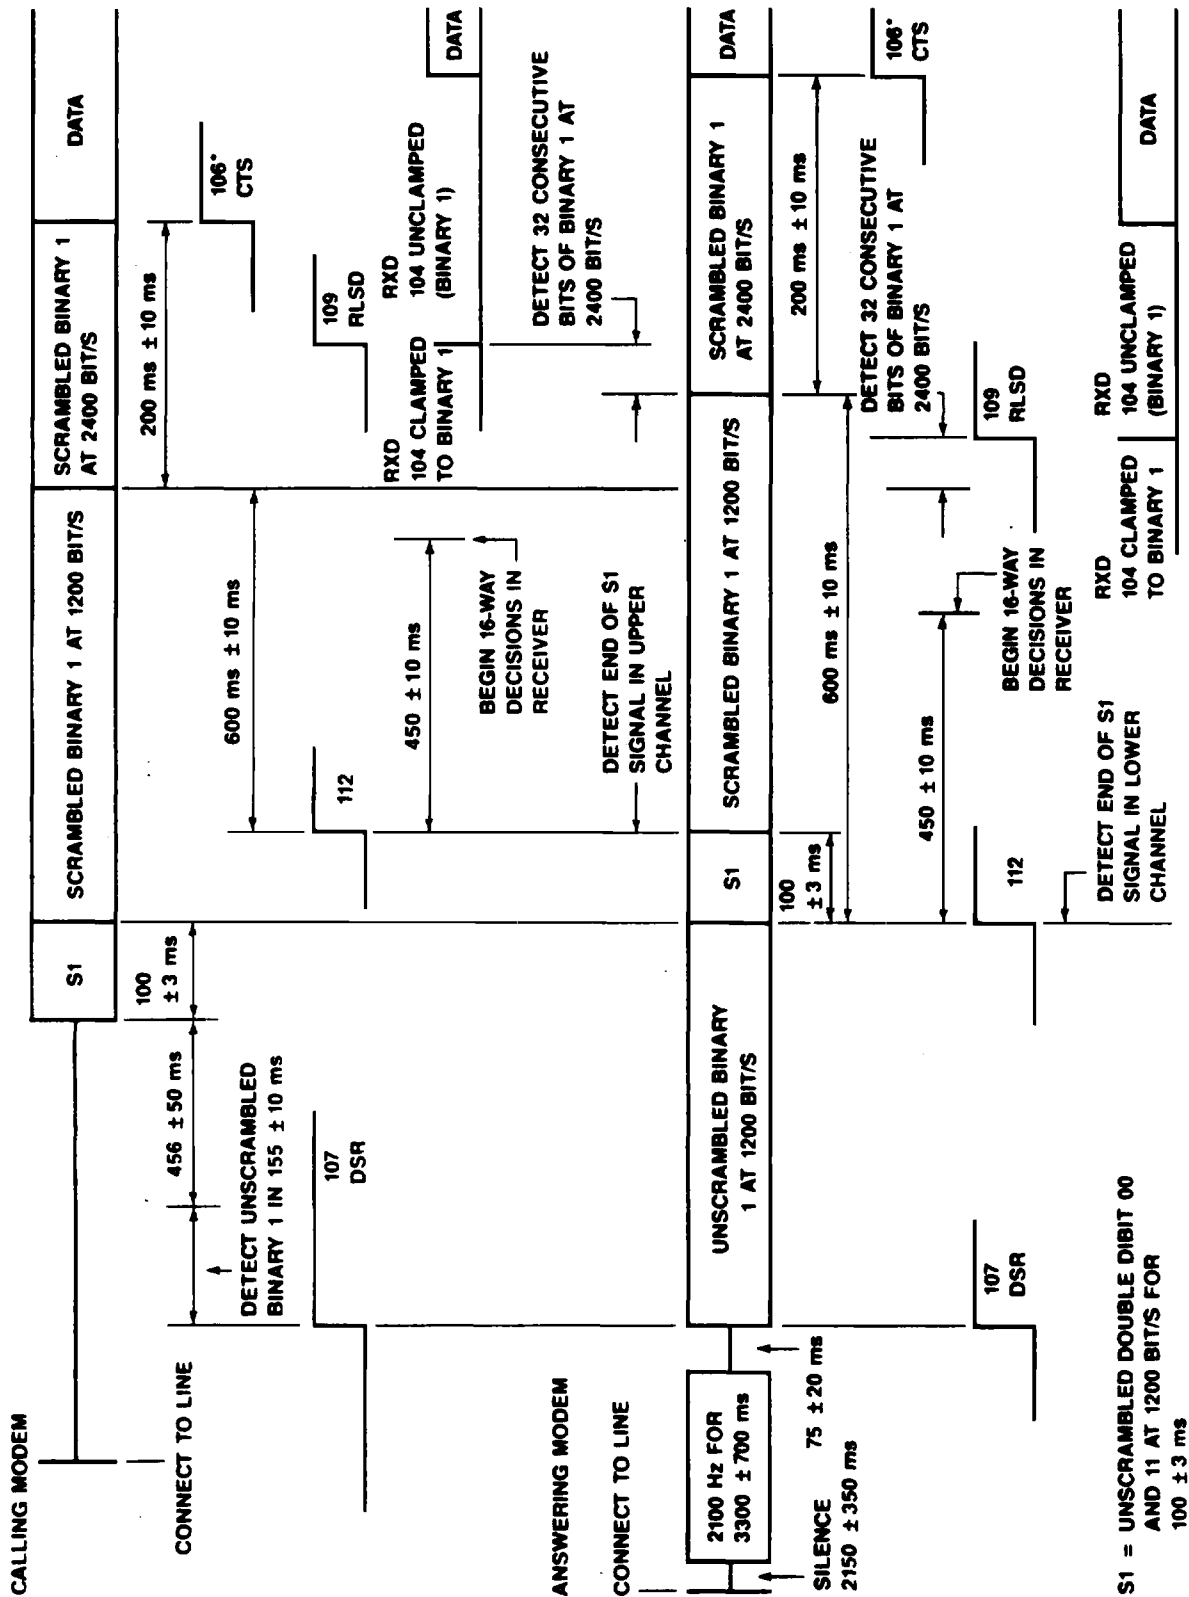 CALLING MODEM
S1
SCRAMBLED BINARY 1 AT 1200 BIT/S
SCRAMBLED BINARY 1
AT 2400 BIT/S
DATA
CONNECT TO LINE
456 ± 50 ms
100
± 3 ms
200 ms ± 10 ms
DETECT UNSCRAMBLED
BINARY 1 IN 155 ± 10 ms
600 ms ± 10 ms
106*
CTS
107
DSR
112
109
RLSD
450 ± 10 ms
RXD
104 CLAMPED
TO BINARY 1
RXD
104 UNCLAMPED
(BINARY 1)
DATA
BEGIN 16-WAY
DECISIONS IN
RECEIVER
DETECT 32 CONSECUTIVE
BITS OF BINARY 1 AT
2400 BIT/S
DETECT END OF S1
SIGNAL IN UPPER
CHANNEL
ANSWERING MODEM
CONNECT TO LINE
2100 Hz FOR
3300 ± 700 ms
UNSCRAMBLED BINARY
1 AT 1200 BIT/S
S1
SCRAMBLED BINARY 1 AT 1200 BIT/S
SCRAMBLED BINARY 1
AT 2400 BIT/S
DATA
SILENCE
2150 ± 350 ms
75 ± 20 ms
100
± 3 ms
600 ms ± 10 ms
200 ms ± 10 ms
DETECT 32 CONSECUTIVE
BITS OF BINARY 1 AT
2400 BIT/S
106*
CTS
450 ± 10 ms
107
DSR
112
BEGIN 16-WAY
DECISIONS IN
RECEIVER
109
RLSD
DETECT END OF S1
SIGNAL IN LOWER
CHANNEL
RXD
104 CLAMPED
TO BINARY 1
RXD
104 UNCLAMPED
(BINARY 1)
DATA
S1 = UNSCRAMBLED DOUBLE DIBIT 00
AND 11 AT 1200 BIT/S FOR
100 ± 3 ms